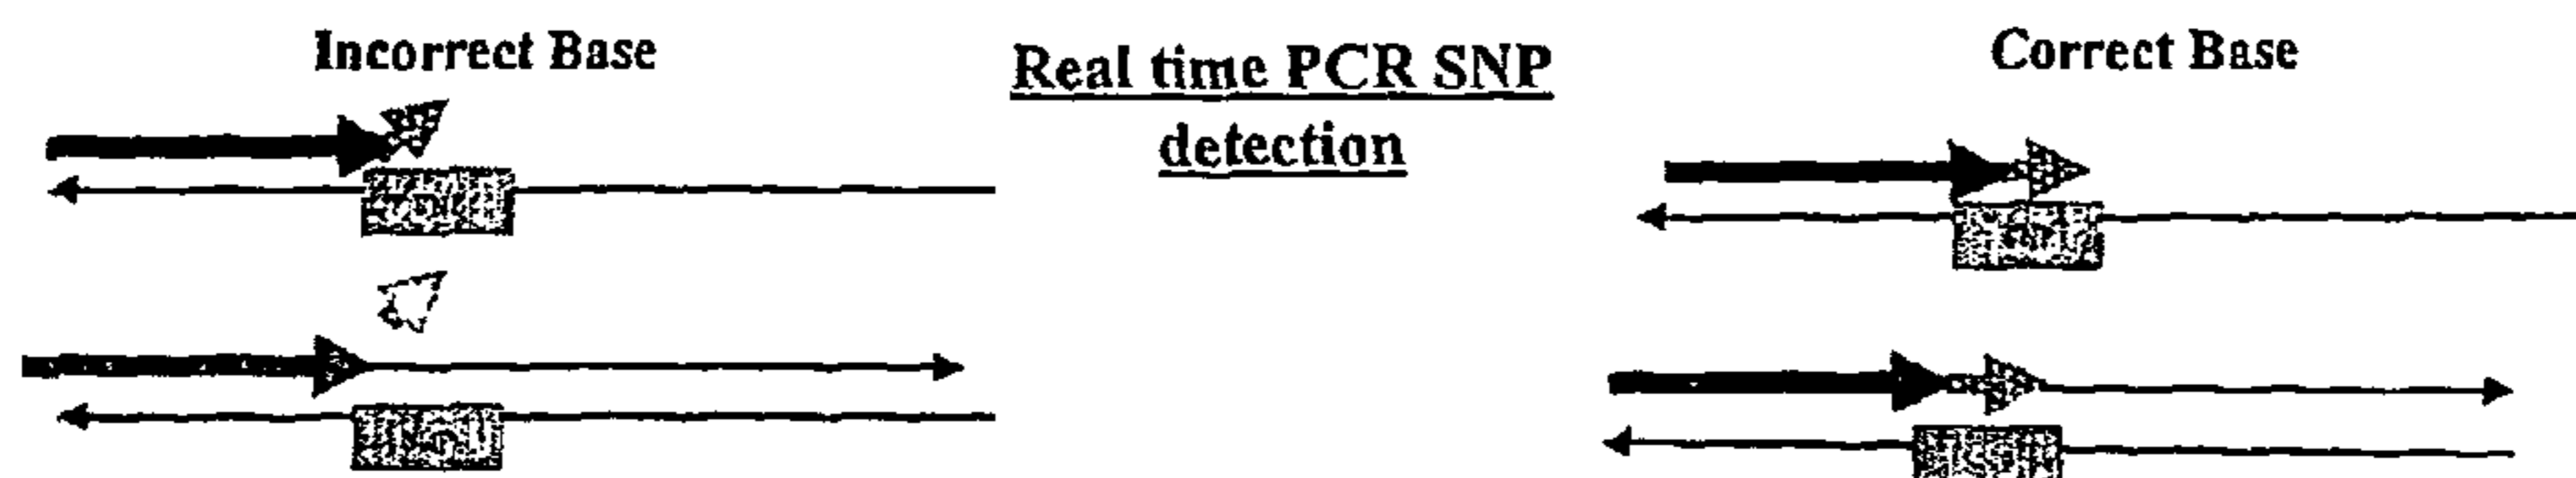 Incorrect Base
Real time PCR SNP
detection
Correct Base